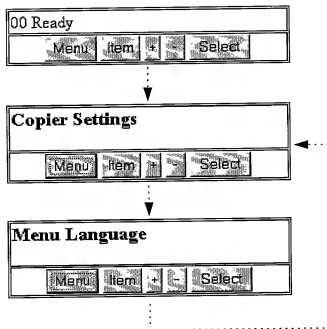 00 Ready
Menu Item + - Select
Copier Settings
Menu Item + - Select
Menu Language
Menu Item + - Select